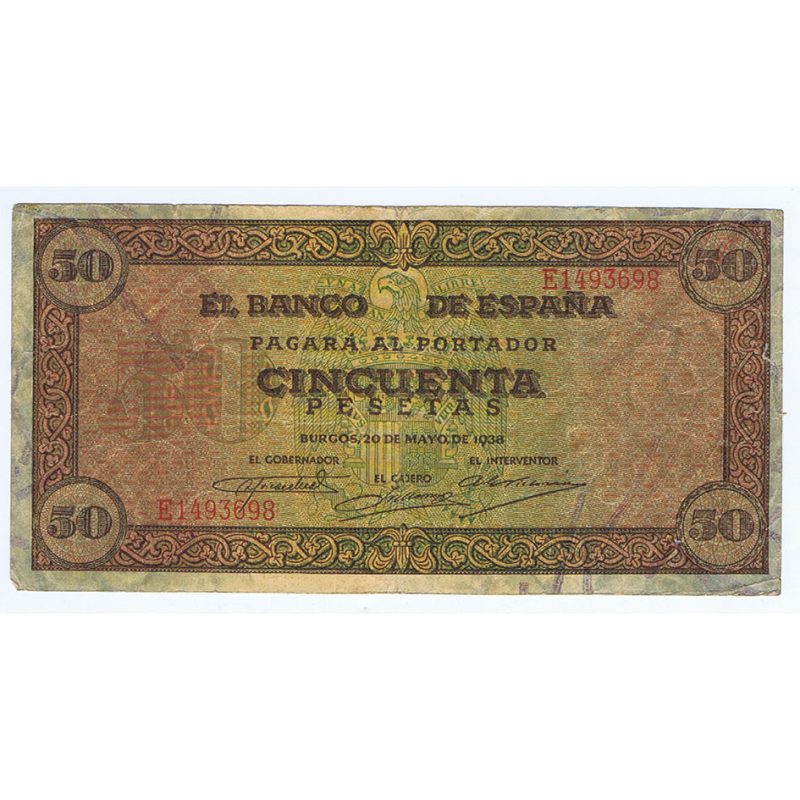 50
50
E1493698
EL BANCO DE ESPAÑA
PAGARÁ AL PORTADOR
CINCUENTA
PESETAS
BURGOS, 20 DE MAYO, DE 1938
EL GOBERNADOR
EL INTERVENTOR
EL CAJERO
E1493698
50
50